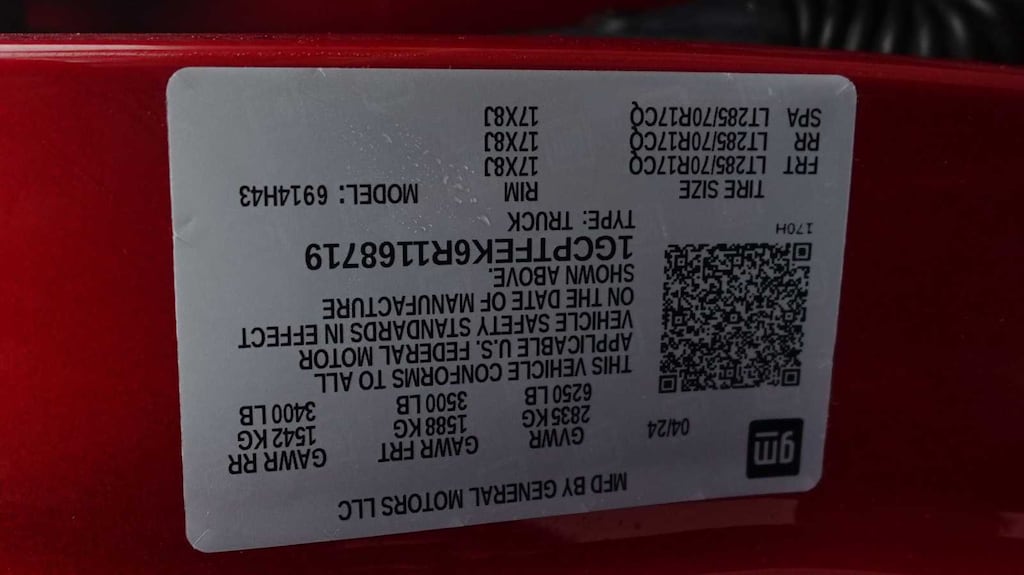 MFD BY GENERAL MOTORS LLC
gm
04/24
GVWR GAWR FRT GAWR RR
2835 KG 1588 KG 1542 KG
6250 LB 3500 LB 3400 LB
THIS VEHICLE CONFORMS TO ALL
APPLICABLE U.S. FEDERAL MOTOR
VEHICLE SAFETY STANDARDS IN EFFECT
ON THE DATE OF MANUFACTURE
SHOWN ABOVE.
1GCPTFEK6R1168719
170H
TYPE: TRUCK
TIRE SIZE RIM MODEL: 6914H43
FRT LT285/70R17CQ 17X8J
RR LT285/70R17CQ 17X8J
SPA LT285/70R17CQ 17X8J